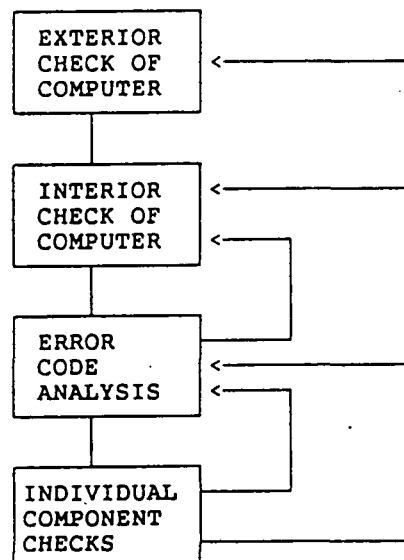 EXTERIOR
CHECK OF
COMPUTER
INTERIOR
CHECK OF
COMPUTER
ERROR
CODE
ANALYSIS
INDIVIDUAL
COMPONENT
CHECKS